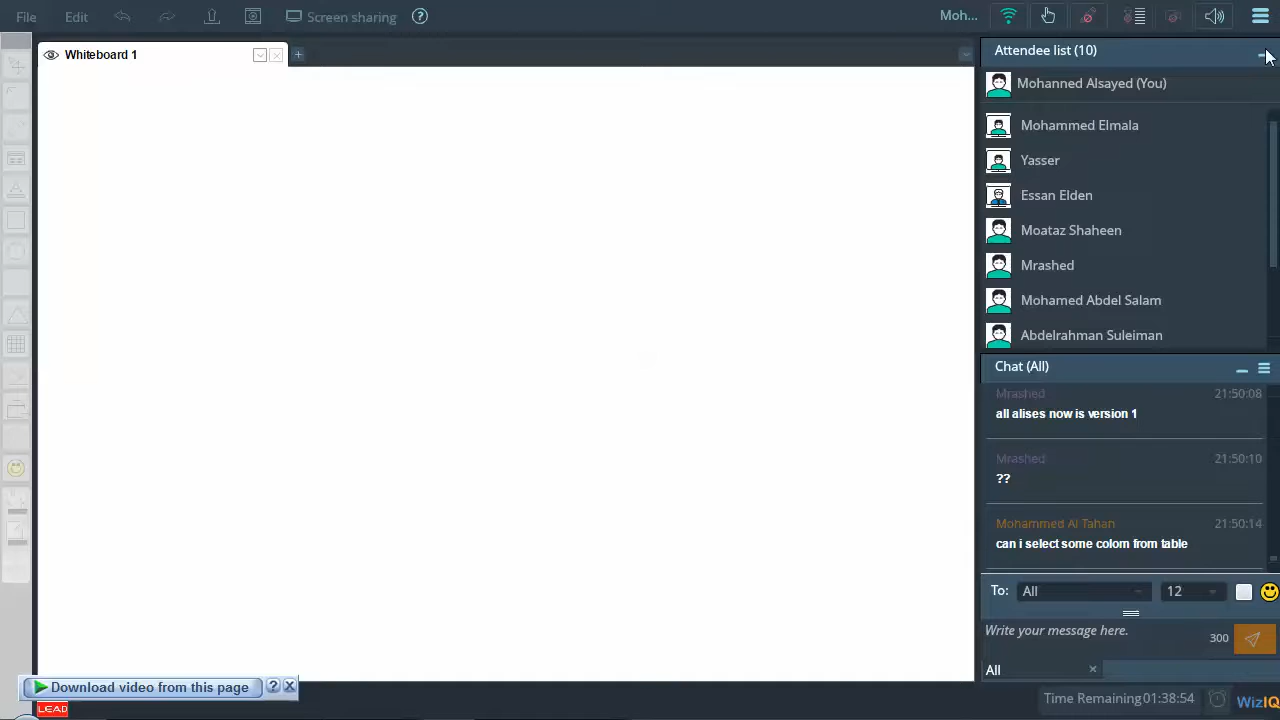 File Edit Screen sharing ? Moh...
Whiteboard 1
Attendee list (10)
Mohanned Alsayed (You)
Mohammed Elmala
Yasser
Essan Elden
Moataz Shaheen
Mrashed
Mohamed Abdel Salam
Abdelrahman Suleiman
Chat (All)
Mrashed 21:50:08
all alises now is version 1
Mrashed 21:50:10
??
Mohammed Al Tahan 21:50:14
can i select some colom from table
To: All 12
Write your message here. 300
All
Download video from this page ?
LEAD
Time Remaining 01:38:54
WizIQ